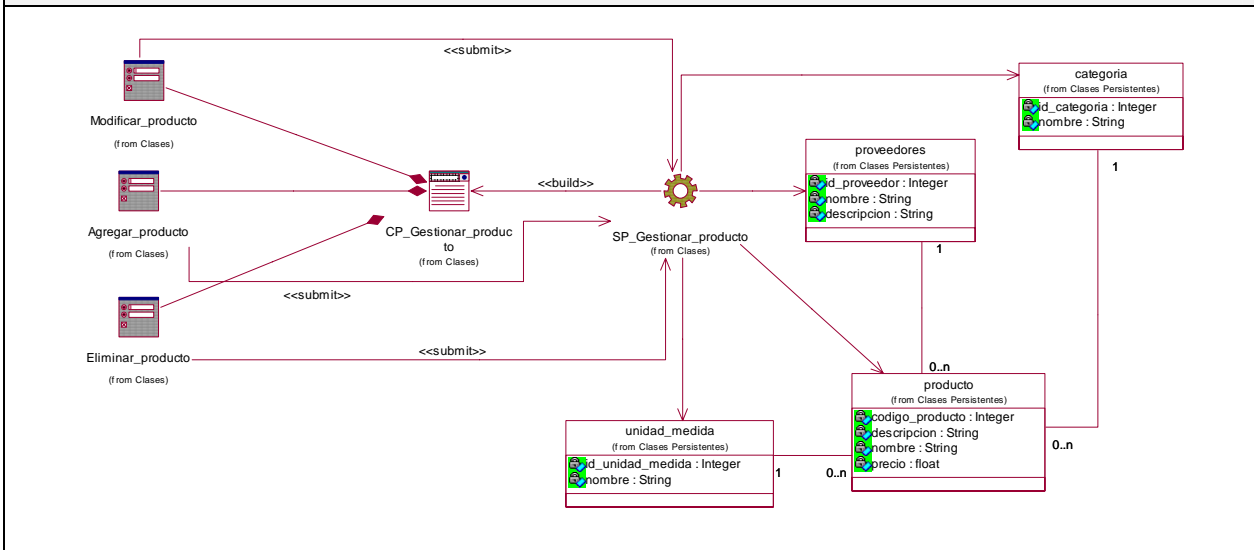 <<submit>>
Modificar_producto
(from Clases)
categoria
(from Clases Persistentes)
id_categoria : Integer
nombre : String
1
proveedores
(from Clases Persistentes)
id_proveedor : Integer
nombre : String
descripcion : String
1
<<build>>
Agregar_producto
(from Clases)
CP_Gestionar_produc
to
(from Clases)
SP_Gestionar_producto
(from Clases)
<<submit>>
Eliminar_producto
(from Clases)
<<submit>>
0..n
producto
(from Clases Persistentes)
codigo_producto : Integer
descripcion : String
nombre : String
precio : float
0..n
unidad_medida
(from Clases Persistentes)
id_unidad_medida : Integer
nombre : String
1
0..n